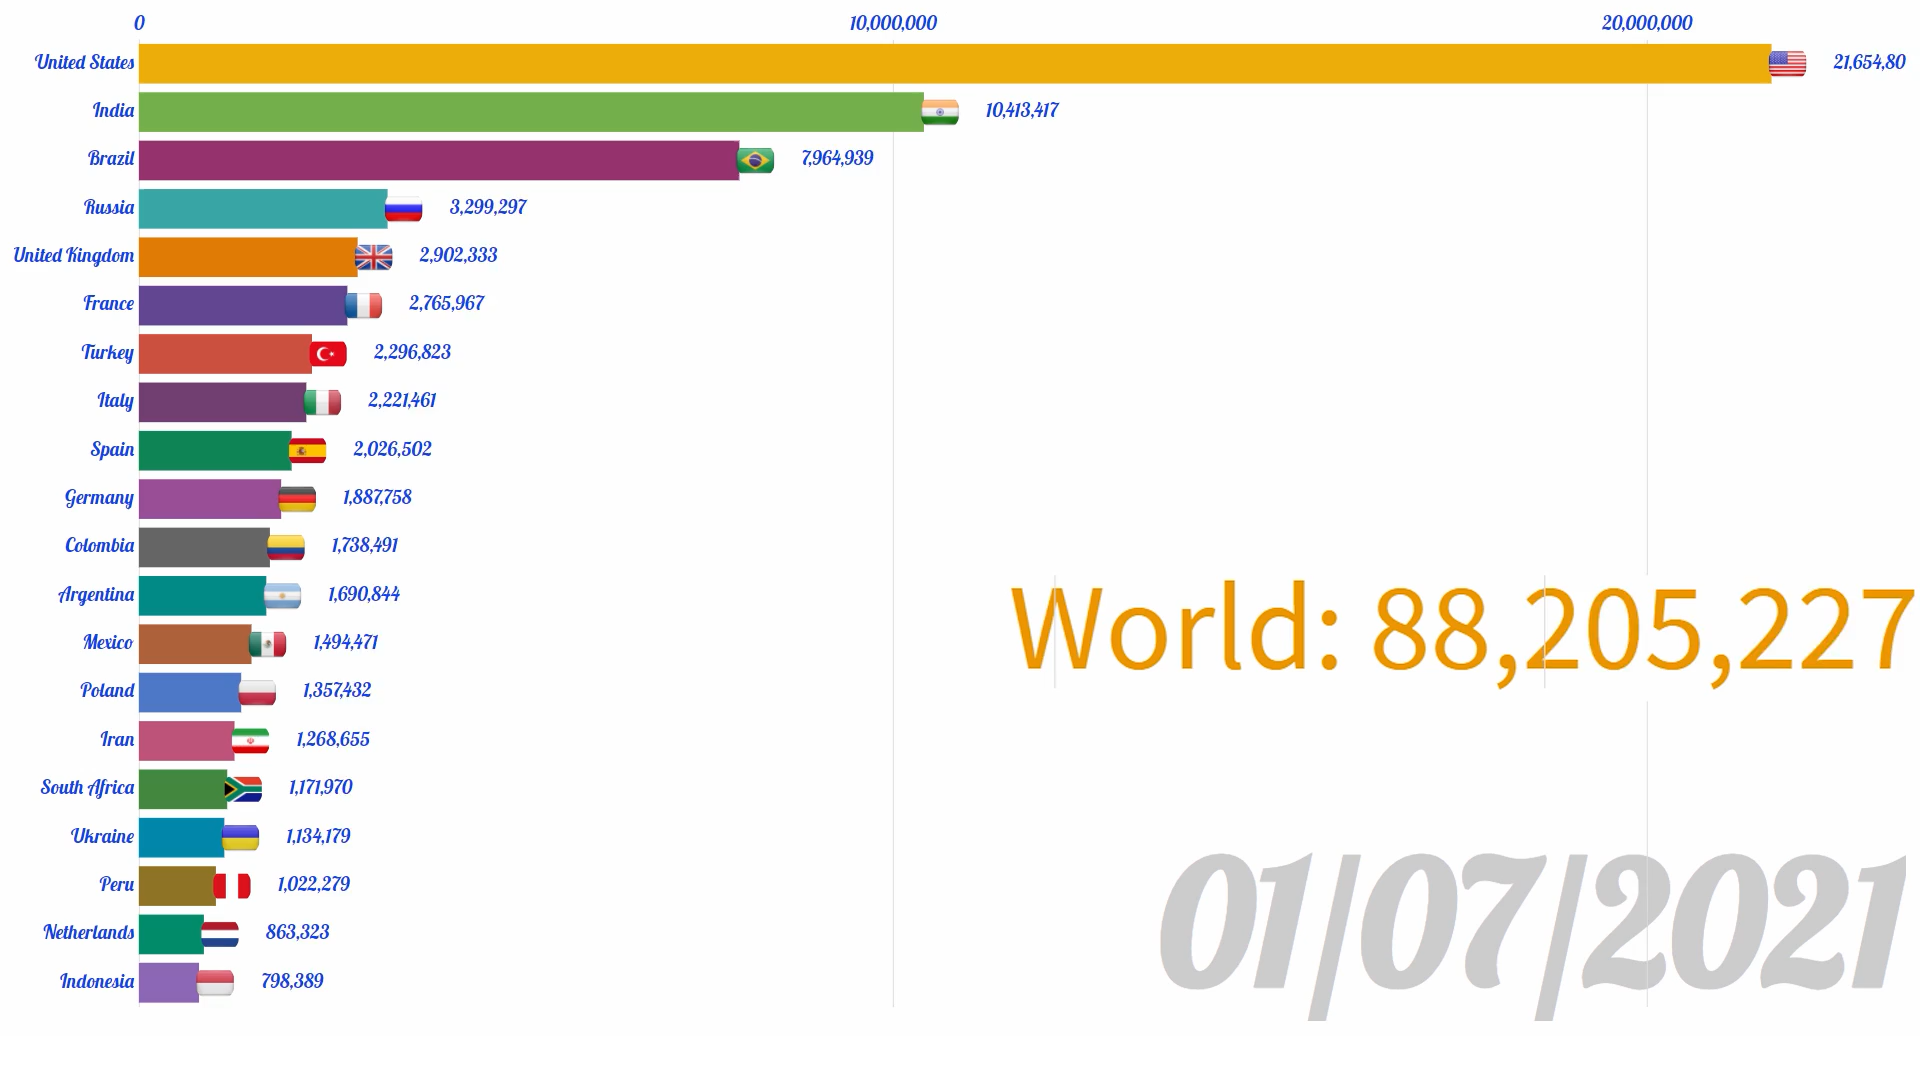 0 10,000,000 20,000,000
United States 21,654,80
India 10,413,417
Brazil 7,964,939
Russia 3,299,297
United Kingdom 2,902,333
France 2,765,967
Turkey 2,296,823
Italy 2,221,461
Spain 2,026,502
Germany 1,887,758
Colombia 1,738,491
Argentina 1,690,844
Mexico 1,494,471
World: 88,205,227
Poland 1,357,432
Iran 1,268,655
South Africa 1,171,970
Ukraine 1,134,179
Peru 1,022,279
Netherlands 863,323
01/07/2021
Indonesia 798,389